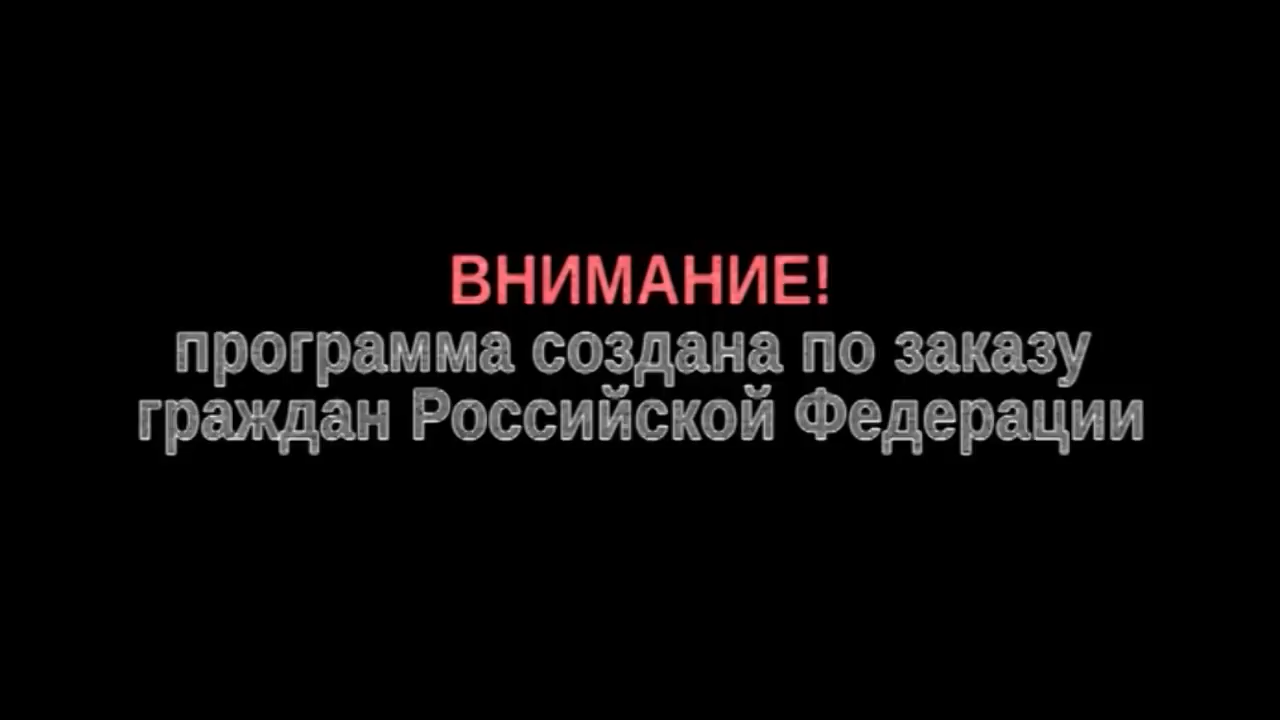 ВНИМАНИЕ!
программа создана по заказу
граждан Российской Федерации